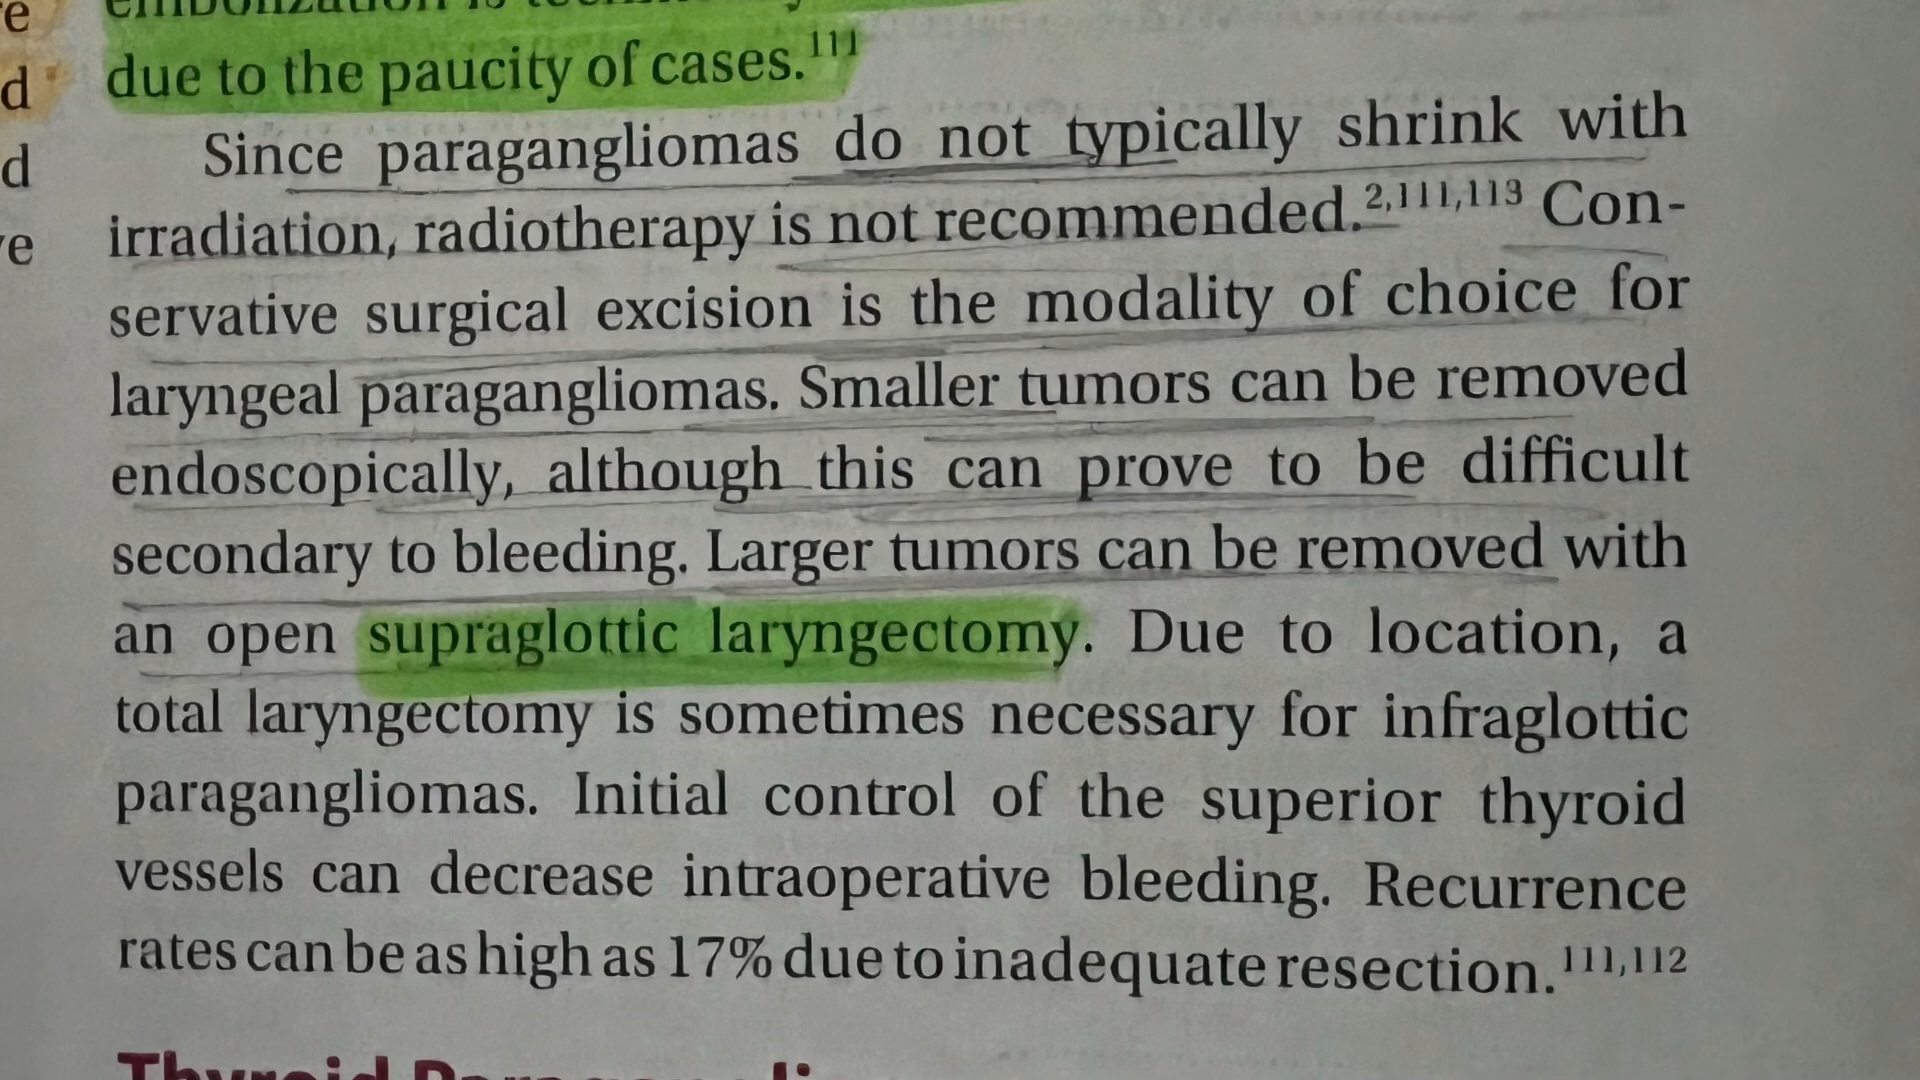 e
due to the paucity of cases.111
d
Since paragangliomas do not typically shrink with
d
irradiation, radiotherapy is not recommended.2,111,113 Con-
e
servative surgical excision is the modality of choice for
laryngeal paragangliomas. Smaller tumors can be removed
endoscopically, although this can prove to be difficult
secondary to bleeding. Larger tumors can be removed with
an open supraglottic laryngectomy. Due to location, a
total laryngectomy is sometimes necessary for infraglottic
paragangliomas. Initial control of the superior thyroid
vessels can decrease intraoperative bleeding. Recurrence
rates can be as high as 17% due to inadequate resection.111,112
Thyroid